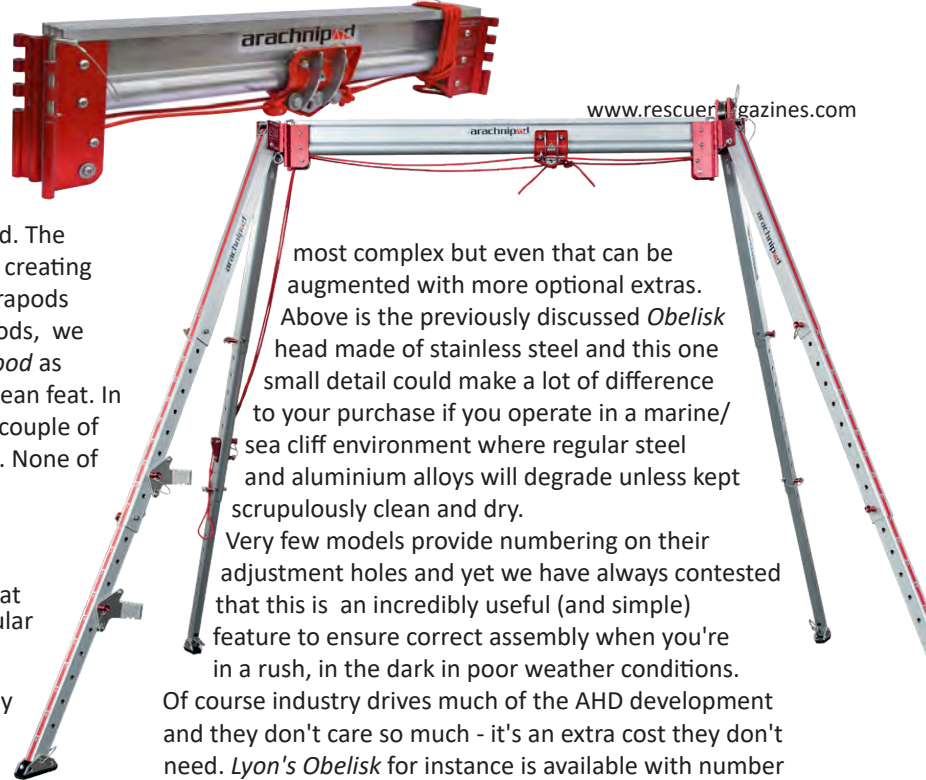 arachnipod
www.rescuemagazines.com
arachnipod
arachnipod
arachnipod
d. The
creating
rapods
ods, we
pod as
ean feat. In
couple of
. None of
at
ular
y
most complex but even that can be
augmented with more optional extras.
Above is the previously discussed Obelisk
head made of stainless steel and this one
small detail could make a lot of difference
to your purchase if you operate in a marine/
sea cliff environment where regular steel
and aluminium alloys will degrade unless kept
scrupulously clean and dry.
Very few models provide numbering on their
adjustment holes and yet we have always contested
that this is an incredibly useful (and simple)
feature to ensure correct assembly when you're
in a rush, in the dark in poor weather conditions.
Of course industry drives much of the AHD development
and they don't care so much - it's an extra cost they don't
need. Lyon's Obelisk for instance is available with number